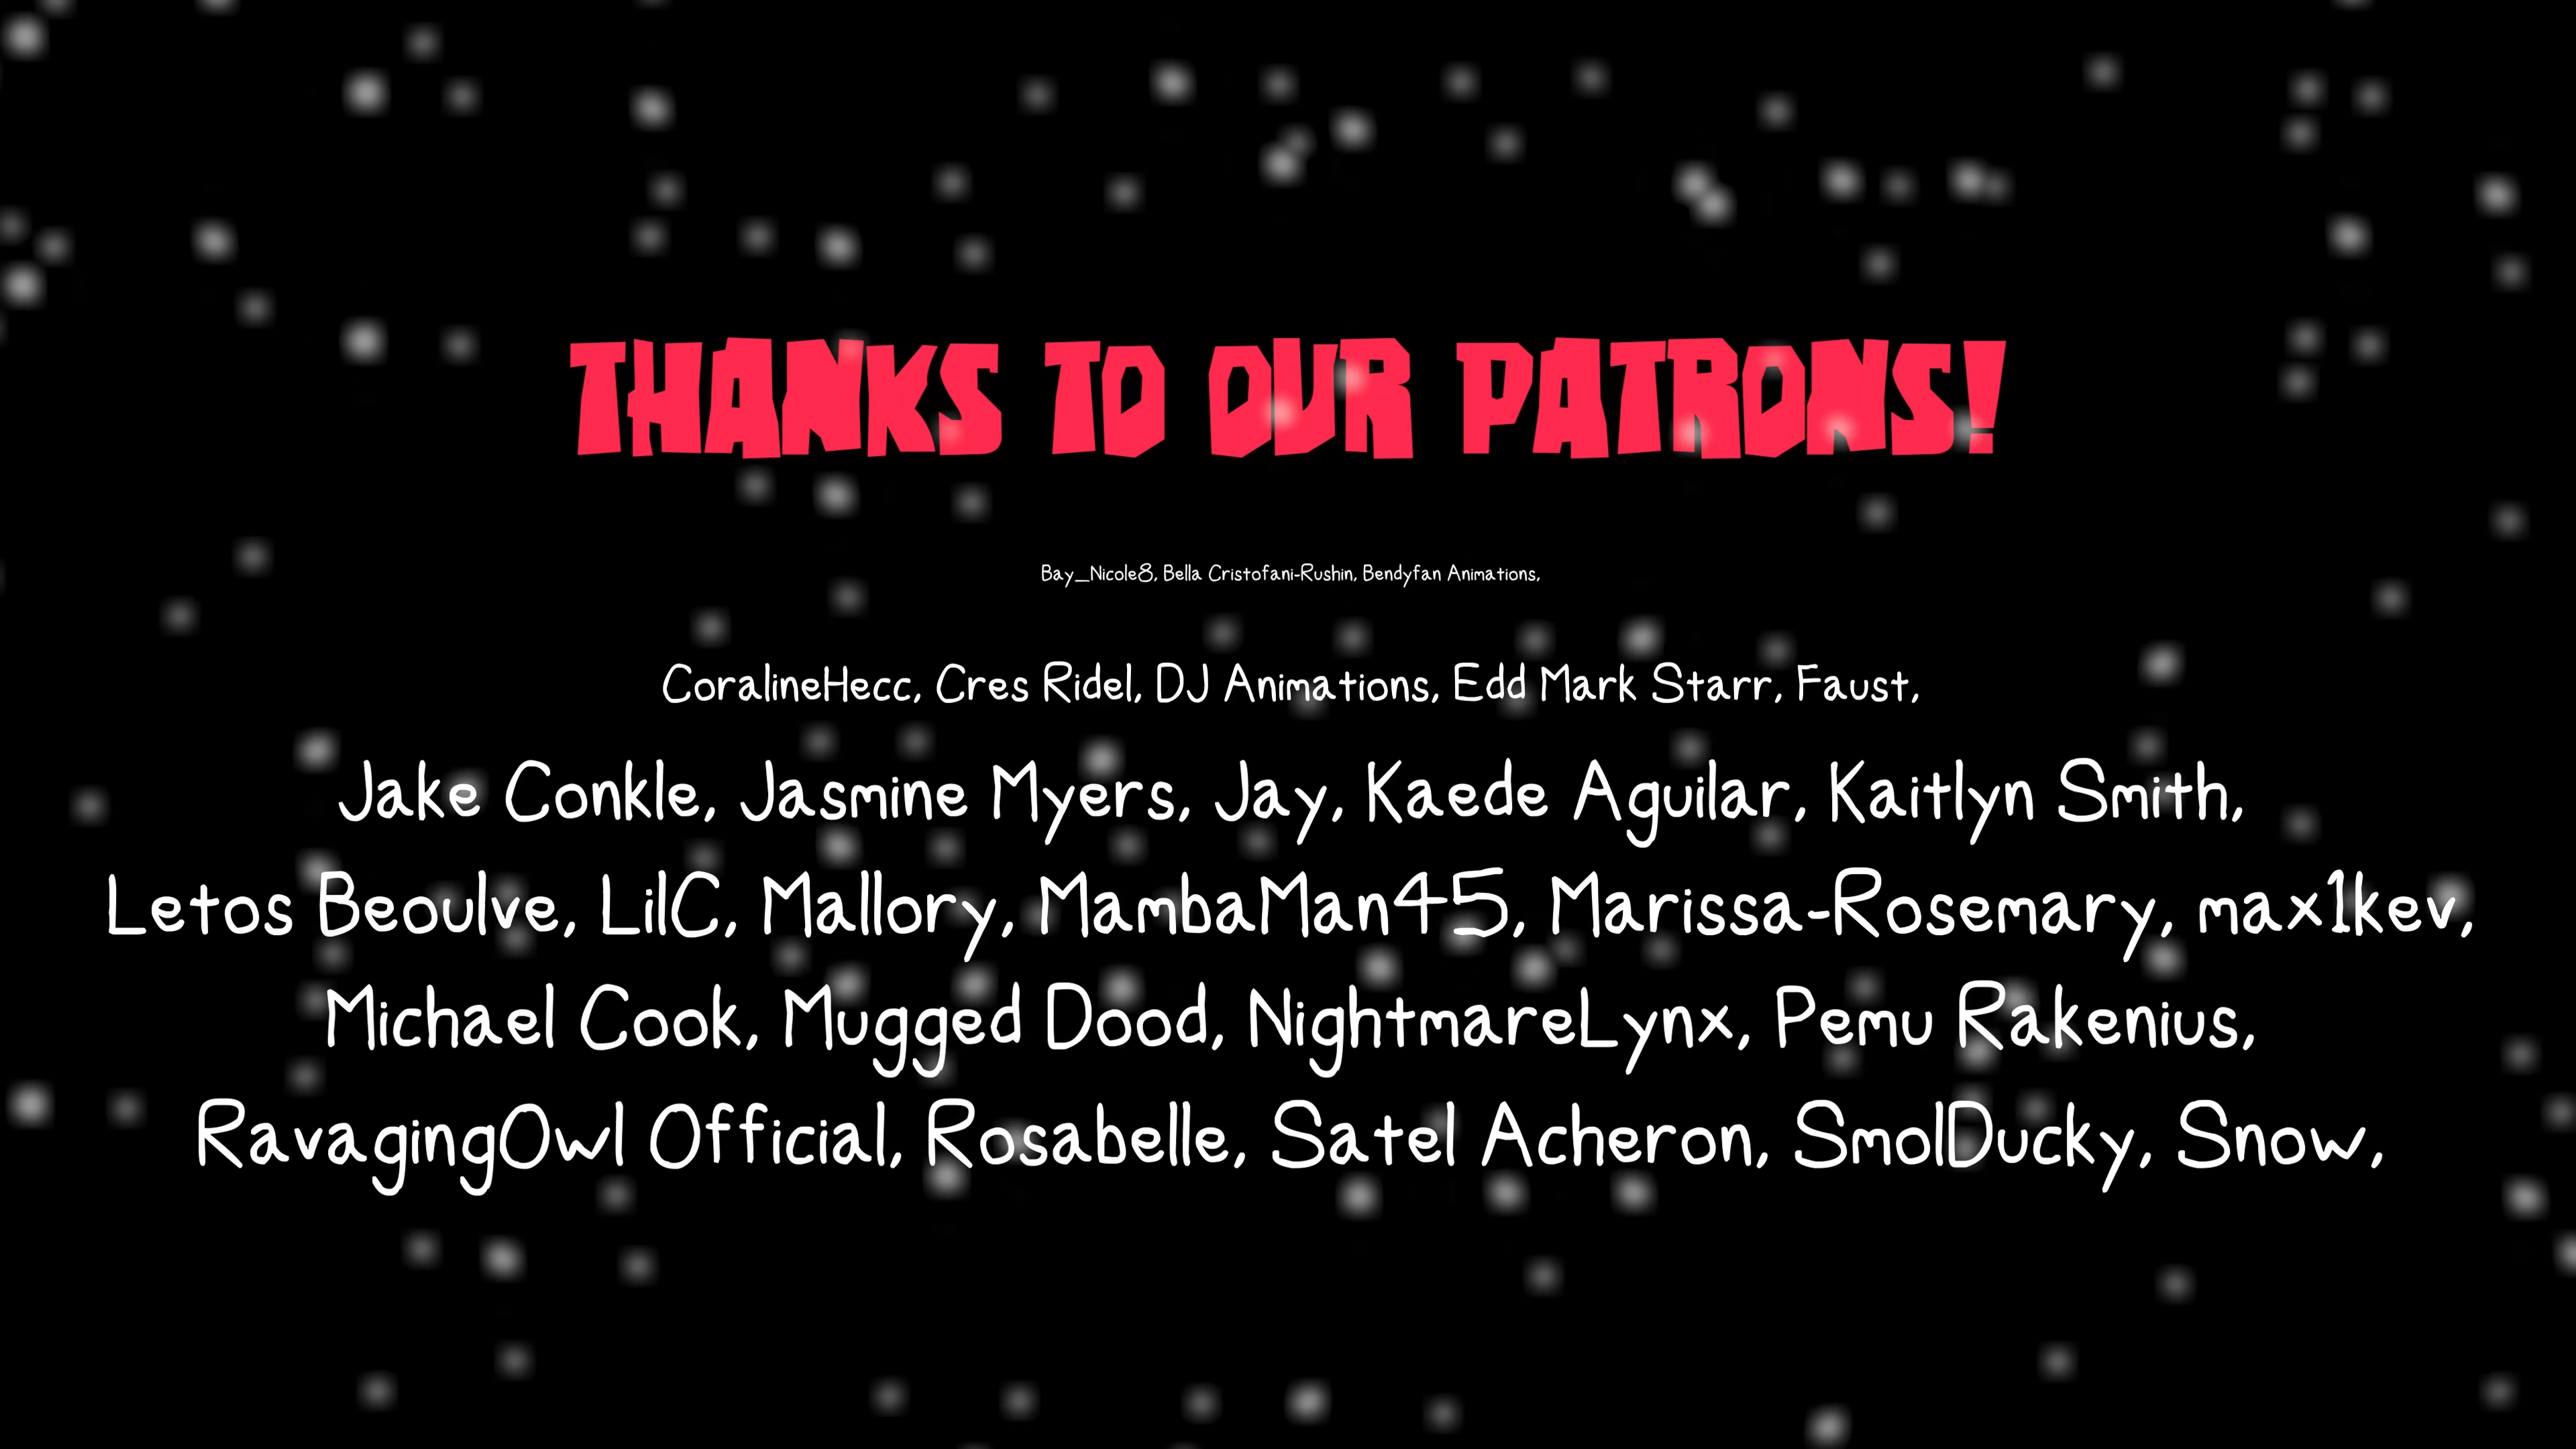 THANKS TO OUR PATRONS!
Bay_Nicole8, Bella Cristofani-Rushin, Bendyfan Animations,
CoralineHecc, Cres Ridel, DJ Animations, Edd Mark Starr, Faust,
Jake Conkle, Jasmine Myers, Jay, Kaede Aguilar, Kaitlyn Smith,
Letos Beoulve, LilC, Mallory, MambaMan45, Marissa-Rosemary, max1kev,
Michael Cook, Mugged Dood, NightmareLynx, Pemu Rakenius,
RavagingOwl Official, Rosabelle, Satel Acheron, SmolDucky, Snow,